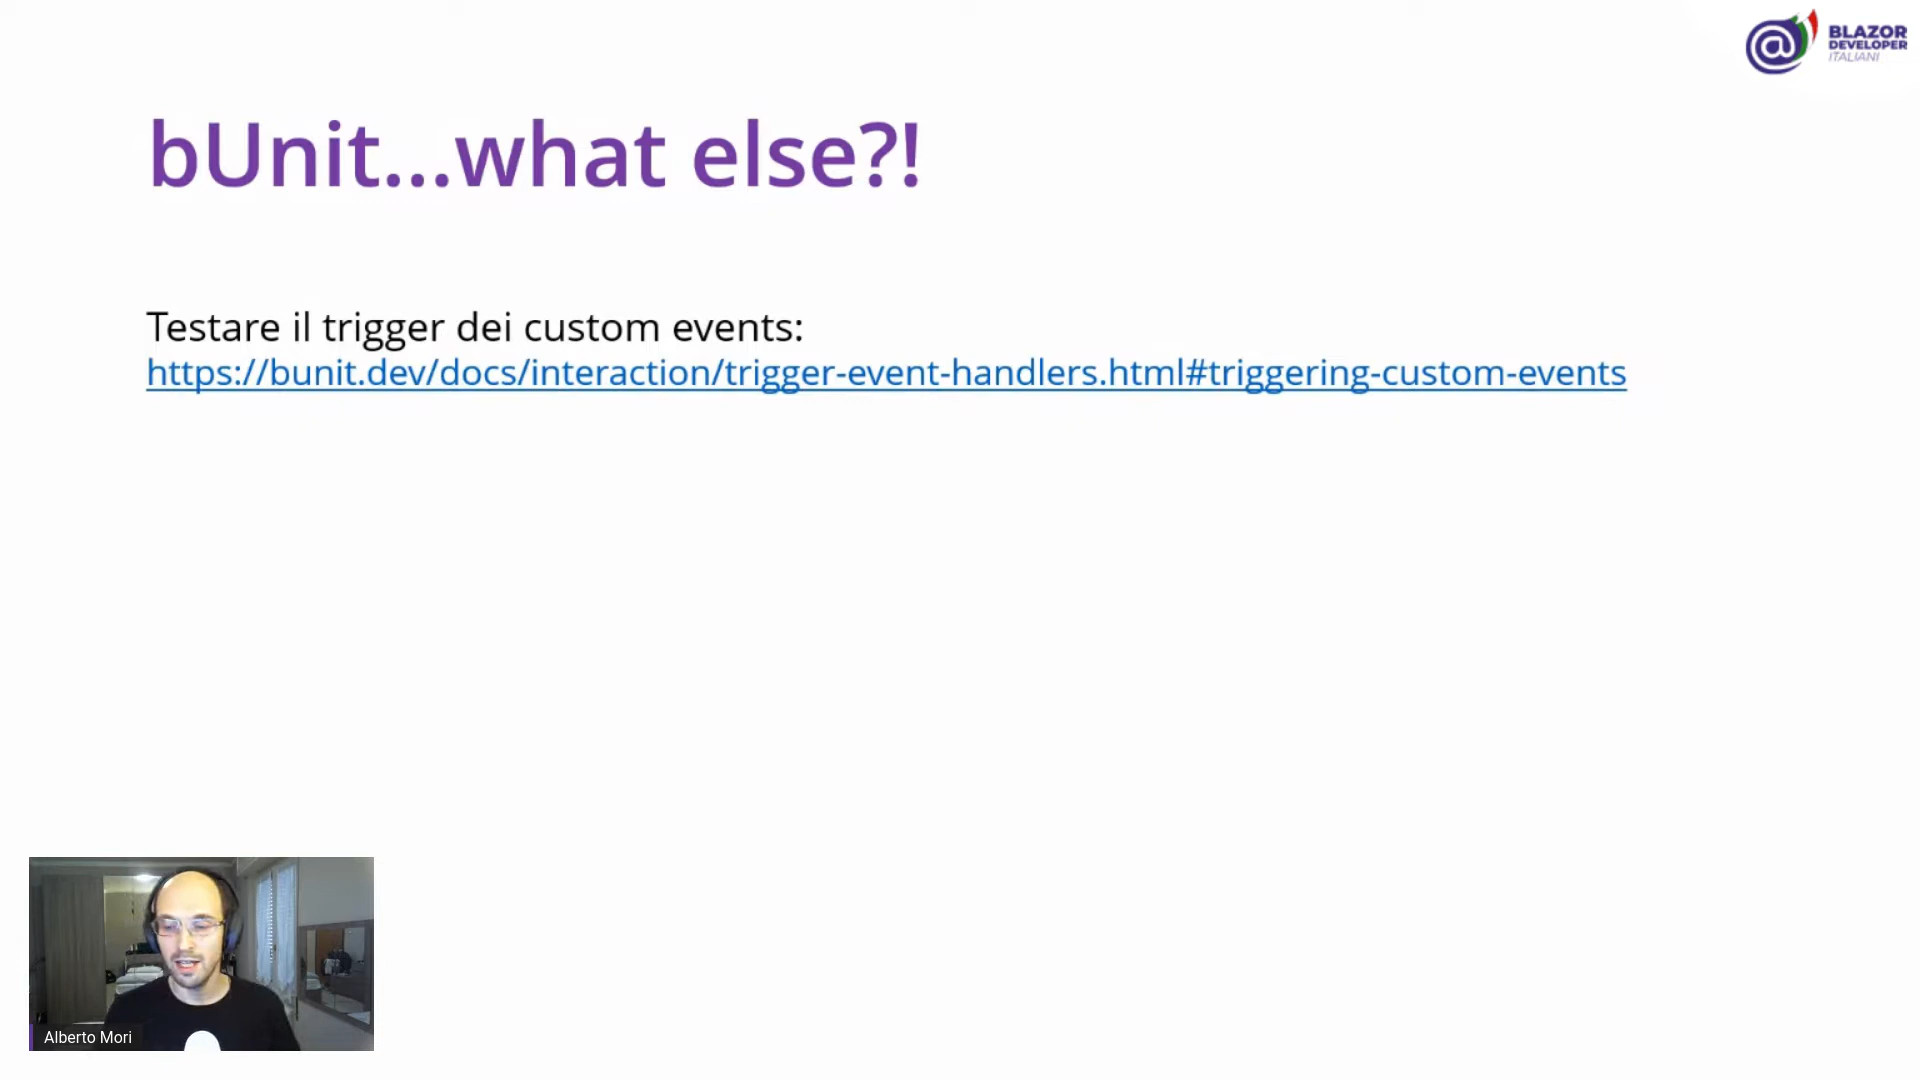 BLAZOR
DEVELOPER
ITALIANI
bUnit...what else?!
Testare il trigger dei custom events:
https://bunit.dev/docs/interaction/trigger-event-handlers.html#triggering-custom-events
Alberto Mori